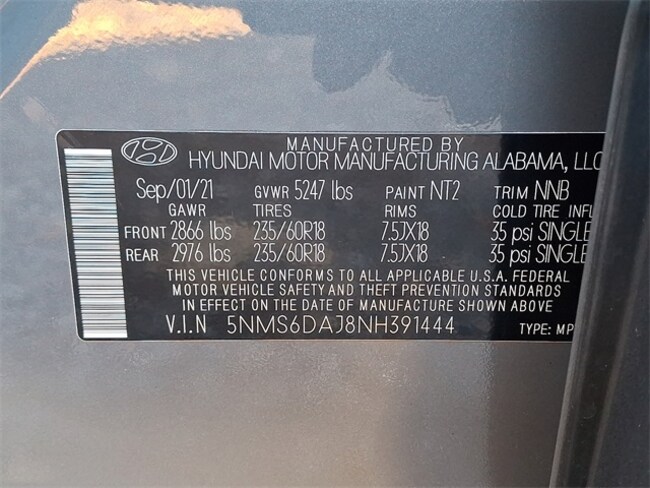 MANUFACTURED BY
HYUNDAI MOTOR MANUFACTURING ALABAMA, LLC
Sep/01/21 GVWR 5247 lbs PAINT NT2 TRIM NNB
GAWR TIRES RIMS COLD TIRE INFL
FRONT 2866 lbs 235/60R18 7.5JX18 35 psi SINGLE
REAR 2976 lbs 235/60R18 7.5JX18 35 psi SINGLE
THIS VEHICLE CONFORMS TO ALL APPLICABLE U.S.A. FEDERAL
MOTOR VEHICLE SAFETY AND THEFT PREVENTION STANDARDS
IN EFFECT ON THE DATE OF MANUFACTURE SHOWN ABOVE.
V.I.N 5NMS6DAJ8NH391444 TYPE: MP